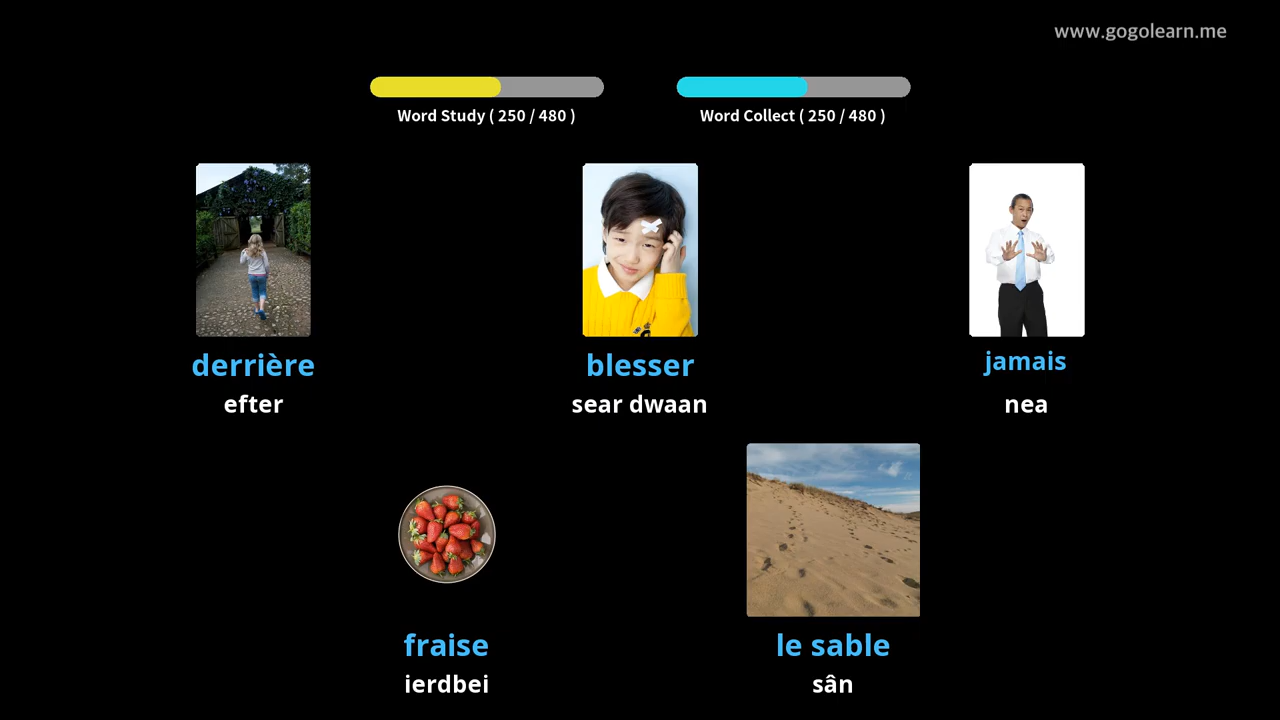 www.gogolearn.me
Word Study ( 250 / 480 )
Word Collect ( 250 / 480 )
derrière
efter
blesser
sear dwaan
jamais
nea
fraise
ierdbei
le sable
sân